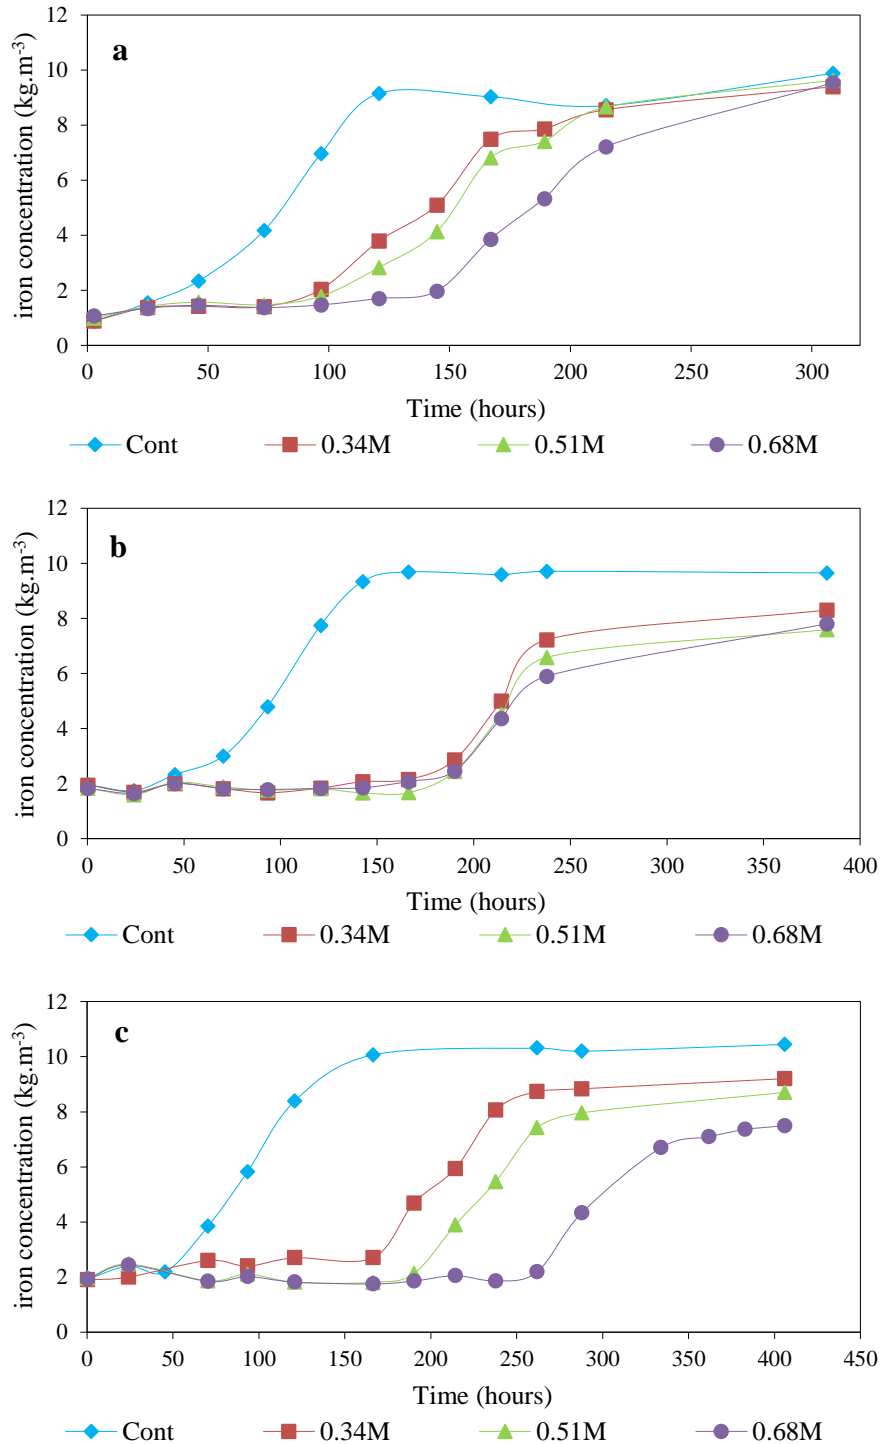 a
iron concentration (kg.m-3)
12
10
8
6
4
2
0
0 50 100 150 200 250 300
Time (hours)
Cont 0.34M 0.51M 0.68M
b
iron concentration (kg.m-3)
12
10
8
6
4
2
0
0 50 100 150 200 250 300 350 400
Time (hours)
Cont 0.34M 0.51M 0.68M
c
iron concentration (kg.m-3)
12
10
8
6
4
2
0
0 50 100 150 200 250 300 350 400 450
Time (hours)
Cont 0.34M 0.51M 0.68M